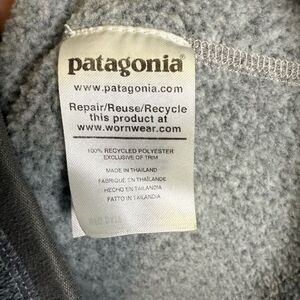 patagonia®
www.patagonia.com
Repair/Reuse/Recycle
this product at
www.wornwear.com
100% RECYCLED POLYESTER
EXCLUSIVE OF TRIM
MADE IN THAILAND
FABRIQUÉ EN THAÏLANDE
HECHO EN TAILANDIA
FATTO IN TAILANDIA